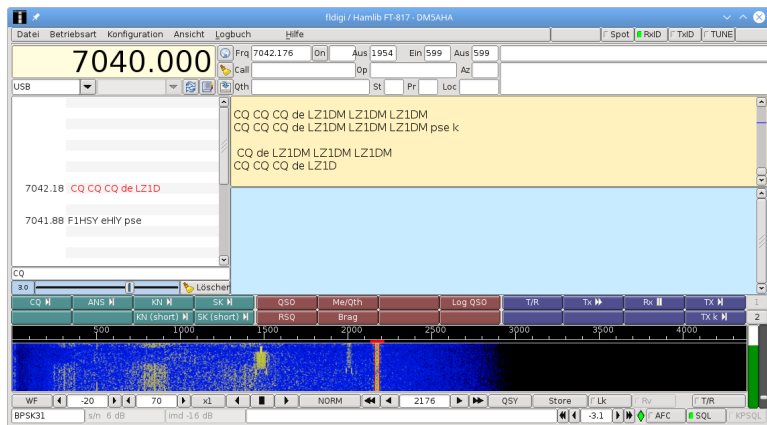 fldigi / Hamlib FT-817 - DM5AHA
Datei Betriebsart Konfiguration Ansicht Logbuch Hilfe Spot RxID TxID TUNE
7040.000 Frq 7042.176 On Aus 1954 Ein 599 Aus 599
Call Op Az
USB Qth St Pr Loc
CQ CQ CQ de LZ1DM LZ1DM LZ1DM
CQ CQ CQ de LZ1DM LZ1DM LZ1DM pse k
CQ de LZ1DM LZ1DM LZ1DM
CQ CQ CQ de LZ1D
7042.18 CQ CQ CQ de LZ1D
7041.88 F1HSY eHlY pse
CQ
3.0 Löschen
CQ ANS KN SK QSO Me/Qth Log QSO T/R Tx Rx TX 1
KN (short) SK (short) RSQ Brag TX k 2
500 1000 1500 2000 2500 3000 3500 4000
WF -20 70 x1 NORM 2176 QSY Store Lk Rv T/R
BPSK31 s/n 6 dB imd -16 dB -3.1 AFC SQL KPSQL